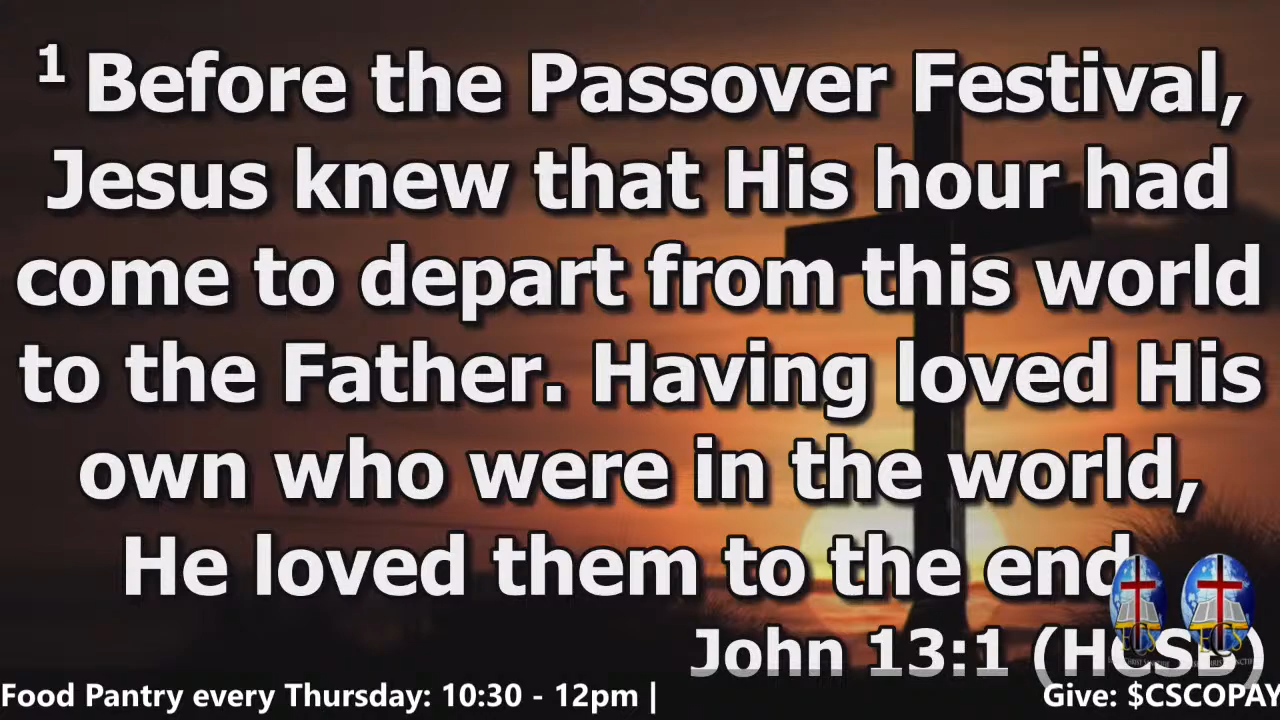 1 Before the Passover Festival,
Jesus knew that His hour had
come to depart from this world
to the Father. Having loved His
own who were in the world,
He loved them to the end.
John 13:1 (HCSB)
Food Pantry every Thursday: 10:30 - 12pm |
Give: $CSCOPAY